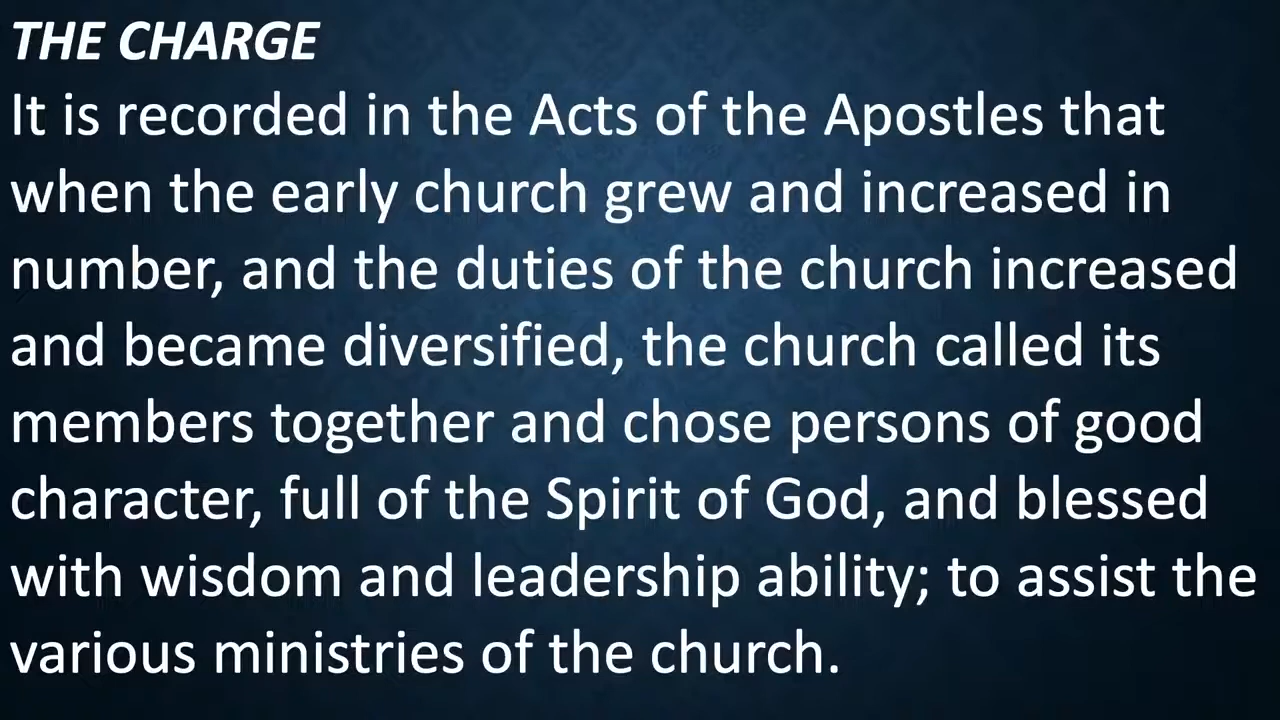 THE CHARGE
It is recorded in the Acts of the Apostles that
when the early church grew and increased in
number, and the duties of the church increased
and became diversified, the church called its
members together and chose persons of good
character, full of the Spirit of God, and blessed
with wisdom and leadership ability; to assist the
various ministries of the church.